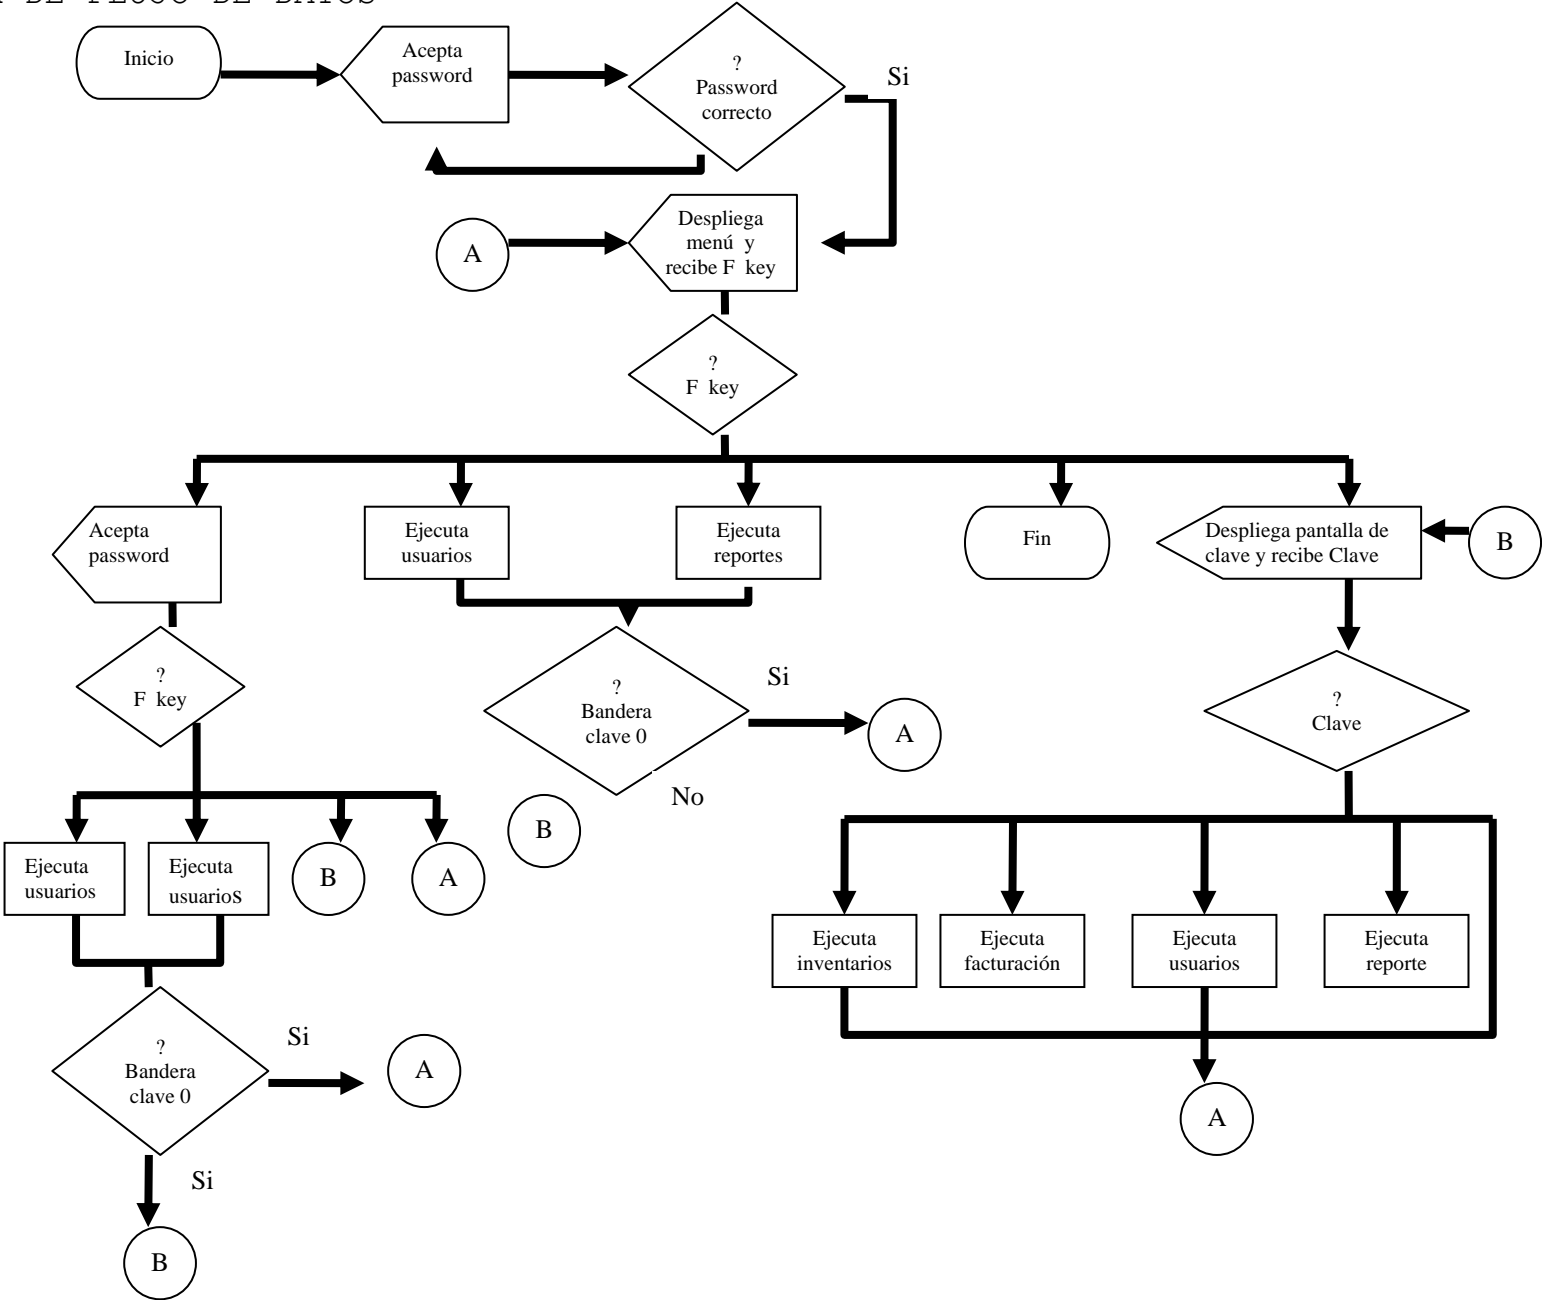 DE FLUJO DE DATOS
Inicio
Acepta
password
?
Password
correcto
Si
A
Despliega
menú y
recibe F key
?
F key
Acepta
password
Ejecuta
usuarios
Ejecuta
reportes
Fin
Despliega pantalla de
clave y recibe Clave
B
?
F key
?
Bandera
clave 0
Si
A
No
B
?
Clave
Ejecuta
usuarios
Ejecuta
usuarios
B
A
Ejecuta
inventarios
Ejecuta
facturación
Ejecuta
usuarios
Ejecuta
reporte
?
Bandera
clave 0
Si
A
Si
B
A